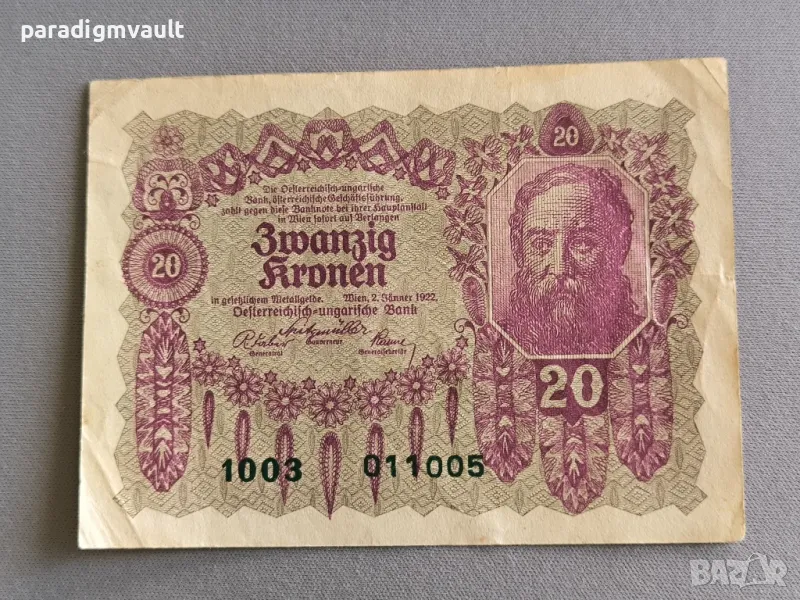 paradigmvault
20
Die Oesterreichisch-ungarische
Bank, österreichische Geschäftsführung,
zahlt gegen diese Banknote bei ihrer Hauptanstalt
in Wien sofort auf Verlangen
Zwanzig
Kronen
20
in gesetzlichem Metallgelde. Wien, 2. Jänner 1922.
Oesterreichisch-ungarische Bank
Generalrat Gouverneur Generalsekretär
20
1003 011005
BAZAR